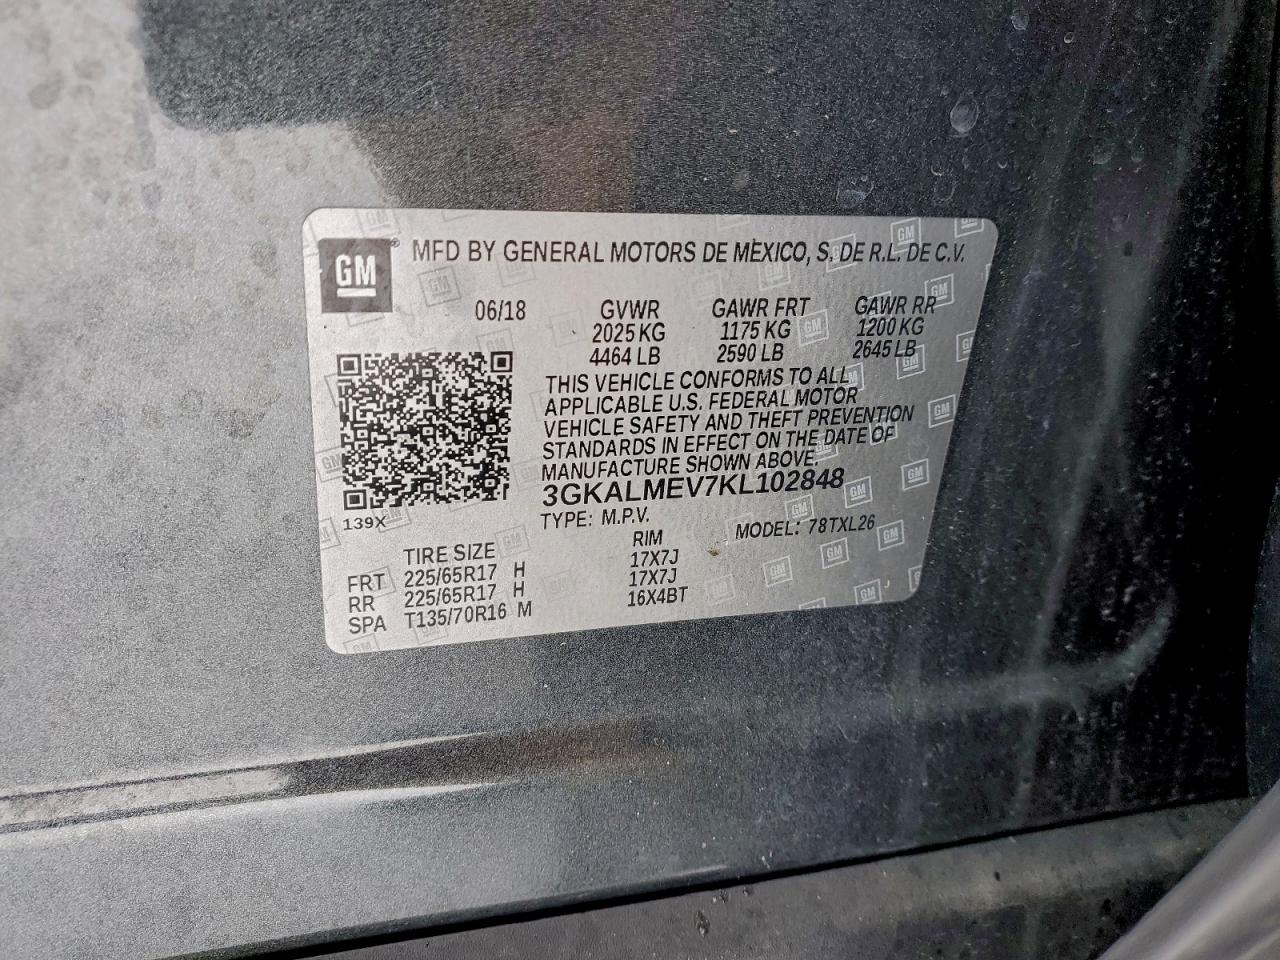 GM ® MFD BY GENERAL MOTORS DE MEXICO, S. DE R.L. DE C.V.
06/18 GVWR GAWR FRT GAWR RR
2025 KG 1175 KG 1200 KG
4464 LB 2590 LB 2645 LB
THIS VEHICLE CONFORMS TO ALL
APPLICABLE U.S. FEDERAL MOTOR
VEHICLE SAFETY AND THEFT PREVENTION
STANDARDS IN EFFECT ON THE DATE OF
MANUFACTURE SHOWN ABOVE.
3GKALMEV7KL102848
139X TYPE: M.P.V. MODEL: 78TXL26
TIRE SIZE RIM
FRT 225/65R17 H 17X7J
RR 225/65R17 H 17X7J
SPA T135/70R16 M 16X4BT